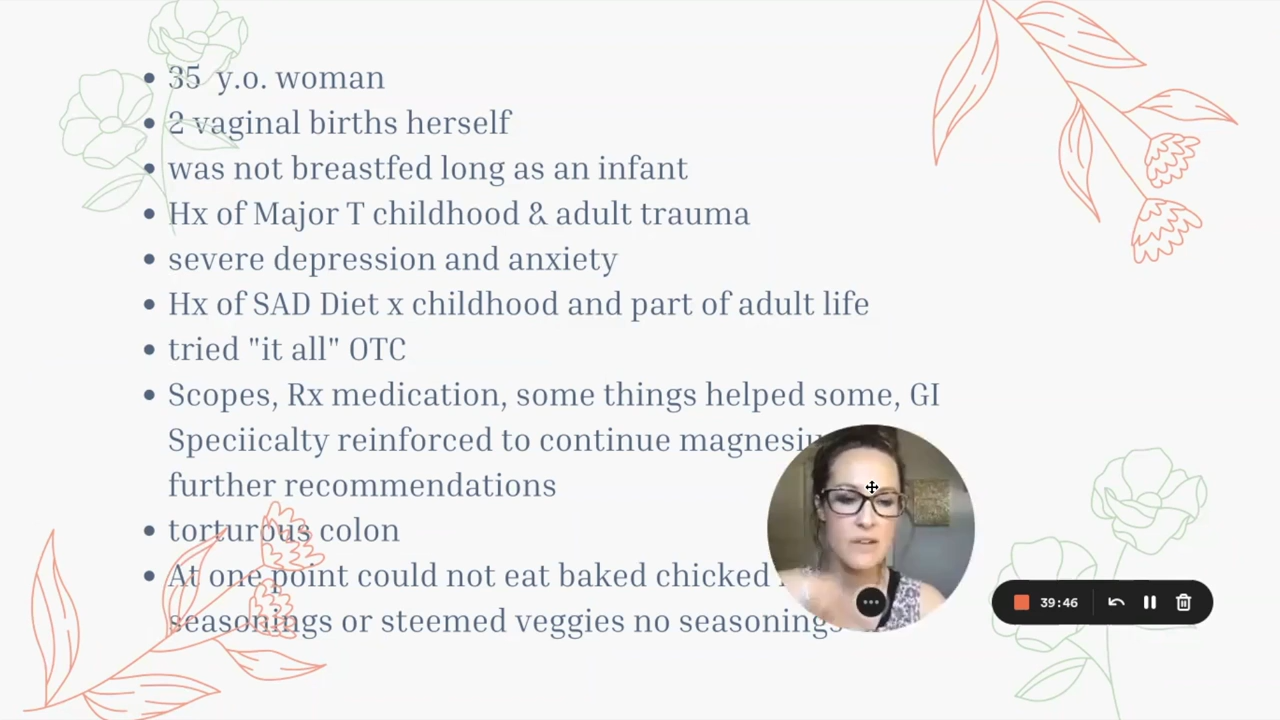 • 35 y.o. woman
• 2 vaginal births herself
• was not breastfed long as an infant
• Hx of Major T childhood & adult trauma
• severe depression and anxiety
• Hx of SAD Diet x childhood and part of adult life
• tried "it all" OTC
• Scopes, Rx medication, some things helped some, GI
Speciicalty reinforced to continue
further recommendations
• torturous colon
• At one point could not eat baked chicked
seasonings or steemed veggies no seasonings
39:46